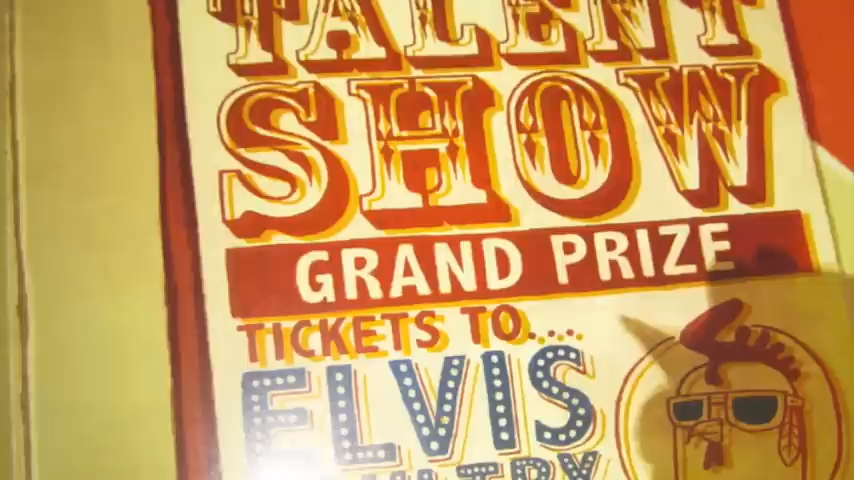 TALENT
SHOW
GRAND PRIZE
TICKETS TO....
ELVIS